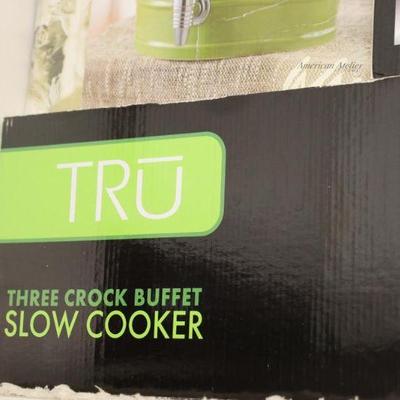 American Atelier
TRŪ
THREE CROCK BUFFET
SLOW COOKER